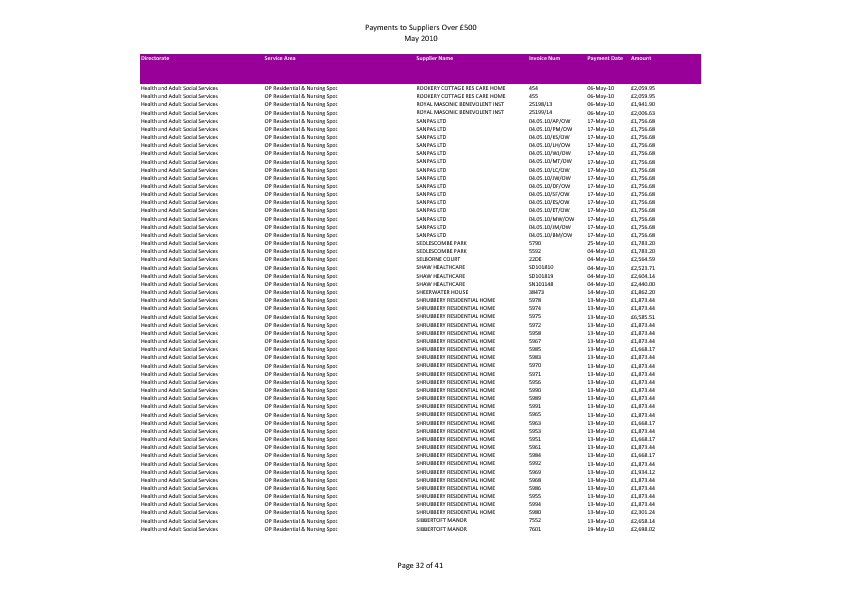 Payments to Suppliers Over £500
May 2010
Directorate Service Area Supplier Name Invoice Num Payment Date Amount
Health and Adult Social Services OP Residential & Nursing Spot ROOKERY COTTAGE RES CARE HOME 454 06-May-10 £2,059.95
Health and Adult Social Services OP Residential & Nursing Spot ROOKERY COTTAGE RES CARE HOME 455 06-May-10 £2,059.95
Health and Adult Social Services OP Residential & Nursing Spot ROYAL MASONIC BENEVOLENT INST 25198/13 06-May-10 £1,941.90
Health and Adult Social Services OP Residential & Nursing Spot ROYAL MASONIC BENEVOLENT INST 25199/14 06-May-10 £2,006.63
Health and Adult Social Services OP Residential & Nursing Spot SANPAS LTD 04.05.10/AP/OW 17-May-10 £1,756.68
Health and Adult Social Services OP Residential & Nursing Spot SANPAS LTD 04.05.10/PM/OW 17-May-10 £1,756.68
Health and Adult Social Services OP Residential & Nursing Spot SANPAS LTD 04.05.10/KS/OW 17-May-10 £1,756.68
Health and Adult Social Services OP Residential & Nursing Spot SANPAS LTD 04.05.10/LH/OW 17-May-10 £1,756.68
Health and Adult Social Services OP Residential & Nursing Spot SANPAS LTD 04.05.10/WJ/OW 17-May-10 £1,756.68
Health and Adult Social Services OP Residential & Nursing Spot SANPAS LTD 04.05.10/MT/OW 17-May-10 £1,756.68
Health and Adult Social Services OP Residential & Nursing Spot SANPAS LTD 04.05.10/LC/OW 17-May-10 £1,756.68
Health and Adult Social Services OP Residential & Nursing Spot SANPAS LTD 04.05.10/JW/OW 17-May-10 £1,756.68
Health and Adult Social Services OP Residential & Nursing Spot SANPAS LTD 04.05.10/DF/OW 17-May-10 £1,756.68
Health and Adult Social Services OP Residential & Nursing Spot SANPAS LTD 04.05.10/SF/OW 17-May-10 £1,756.68
Health and Adult Social Services OP Residential & Nursing Spot SANPAS LTD 04.05.10/ES/OW 17-May-10 £1,756.68
Health and Adult Social Services OP Residential & Nursing Spot SANPAS LTD 04.05.10/ET/OW 17-May-10 £1,756.68
Health and Adult Social Services OP Residential & Nursing Spot SANPAS LTD 04.05.10/MW/OW 17-May-10 £1,756.68
Health and Adult Social Services OP Residential & Nursing Spot SANPAS LTD 04.05.10/JM/OW 17-May-10 £1,756.68
Health and Adult Social Services OP Residential & Nursing Spot SANPAS LTD 04.05.10/BM/OW 17-May-10 £1,756.68
Health and Adult Social Services OP Residential & Nursing Spot SEDLESCOMBE PARK 5790 25-May-10 £1,783.20
Health and Adult Social Services OP Residential & Nursing Spot SEDLESCOMBE PARK 5592 04-May-10 £1,783.20
Health and Adult Social Services OP Residential & Nursing Spot SELBORNE COURT 22DE 04-May-10 £2,564.59
Health and Adult Social Services OP Residential & Nursing Spot SHAW HEALTHCARE SD101810 04-May-10 £2,523.71
Health and Adult Social Services OP Residential & Nursing Spot SHAW HEALTHCARE SD101819 04-May-10 £2,604.14
Health and Adult Social Services OP Residential & Nursing Spot SHAW HEALTHCARE SN101148 04-May-10 £2,440.00
Health and Adult Social Services OP Residential & Nursing Spot SHEERWATER HOUSE 38473 14-May-10 £1,862.20
Health and Adult Social Services OP Residential & Nursing Spot SHRUBBERY RESIDENTIAL HOME 5978 13-May-10 £1,873.44
Health and Adult Social Services OP Residential & Nursing Spot SHRUBBERY RESIDENTIAL HOME 5974 13-May-10 £1,873.44
Health and Adult Social Services OP Residential & Nursing Spot SHRUBBERY RESIDENTIAL HOME 5975 13-May-10 £6,585.51
Health and Adult Social Services OP Residential & Nursing Spot SHRUBBERY RESIDENTIAL HOME 5972 13-May-10 £1,873.44
Health and Adult Social Services OP Residential & Nursing Spot SHRUBBERY RESIDENTIAL HOME 5958 13-May-10 £1,873.44
Health and Adult Social Services OP Residential & Nursing Spot SHRUBBERY RESIDENTIAL HOME 5967 13-May-10 £1,873.44
Health and Adult Social Services OP Residential & Nursing Spot SHRUBBERY RESIDENTIAL HOME 5985 13-May-10 £1,668.17
Health and Adult Social Services OP Residential & Nursing Spot SHRUBBERY RESIDENTIAL HOME 5983 13-May-10 £1,873.44
Health and Adult Social Services OP Residential & Nursing Spot SHRUBBERY RESIDENTIAL HOME 5970 13-May-10 £1,873.44
Health and Adult Social Services OP Residential & Nursing Spot SHRUBBERY RESIDENTIAL HOME 5971 13-May-10 £1,873.44
Health and Adult Social Services OP Residential & Nursing Spot SHRUBBERY RESIDENTIAL HOME 5956 13-May-10 £1,873.44
Health and Adult Social Services OP Residential & Nursing Spot SHRUBBERY RESIDENTIAL HOME 5990 13-May-10 £1,873.44
Health and Adult Social Services OP Residential & Nursing Spot SHRUBBERY RESIDENTIAL HOME 5989 13-May-10 £1,873.44
Health and Adult Social Services OP Residential & Nursing Spot SHRUBBERY RESIDENTIAL HOME 5991 13-May-10 £1,873.44
Health and Adult Social Services OP Residential & Nursing Spot SHRUBBERY RESIDENTIAL HOME 5965 13-May-10 £1,873.44
Health and Adult Social Services OP Residential & Nursing Spot SHRUBBERY RESIDENTIAL HOME 5963 13-May-10 £1,668.17
Health and Adult Social Services OP Residential & Nursing Spot SHRUBBERY RESIDENTIAL HOME 5953 13-May-10 £1,873.44
Health and Adult Social Services OP Residential & Nursing Spot SHRUBBERY RESIDENTIAL HOME 5951 13-May-10 £1,668.17
Health and Adult Social Services OP Residential & Nursing Spot SHRUBBERY RESIDENTIAL HOME 5961 13-May-10 £1,873.44
Health and Adult Social Services OP Residential & Nursing Spot SHRUBBERY RESIDENTIAL HOME 5984 13-May-10 £1,668.17
Health and Adult Social Services OP Residential & Nursing Spot SHRUBBERY RESIDENTIAL HOME 5992 13-May-10 £1,873.44
Health and Adult Social Services OP Residential & Nursing Spot SHRUBBERY RESIDENTIAL HOME 5969 13-May-10 £1,934.12
Health and Adult Social Services OP Residential & Nursing Spot SHRUBBERY RESIDENTIAL HOME 5968 13-May-10 £1,873.44
Health and Adult Social Services OP Residential & Nursing Spot SHRUBBERY RESIDENTIAL HOME 5986 13-May-10 £1,873.44
Health and Adult Social Services OP Residential & Nursing Spot SHRUBBERY RESIDENTIAL HOME 5955 13-May-10 £1,873.44
Health and Adult Social Services OP Residential & Nursing Spot SHRUBBERY RESIDENTIAL HOME 5994 13-May-10 £1,873.44
Health and Adult Social Services OP Residential & Nursing Spot SHRUBBERY RESIDENTIAL HOME 5980 13-May-10 £2,301.24
Health and Adult Social Services OP Residential & Nursing Spot SIBBERTOFT MANOR 7552 13-May-10 £2,658.14
Health and Adult Social Services OP Residential & Nursing Spot SIBBERTOFT MANOR 7601 19-May-10 £2,698.02
Page 32 of 41